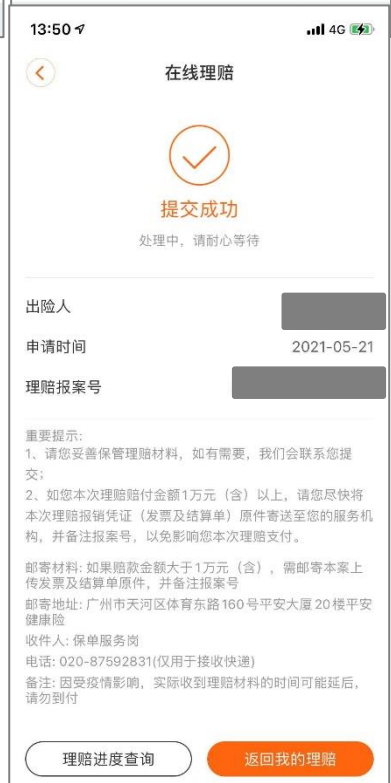 13:50
4G
在线理赔
提交成功
处理中，请耐心等待
出险人
申请时间 2021-05-21
理赔报案号
重要提示:
1、请您妥善保管理赔材料，如有需要，我们会联系您提
交；
2、如您本次理赔赔付金额1万元（含）以上，请您尽快将
本次理赔报销凭证（发票及结算单）原件寄送至您的服务机
构，并备注报案号，以免影响您本次理赔支付。
邮寄材料: 如果赔款金额大于1万元（含），需邮寄本案上
传发票及结算单原件，并备注报案号
邮寄地址: 广州市天河区体育东路160号平安大厦20楼平安
健康险
收件人: 保单服务岗
电话: 020-87592831(仅用于接收快递)
备注: 因受疫情影响，实际收到理赔材料的时间可能延后，
请勿到付
理赔进度查询
返回我的理赔